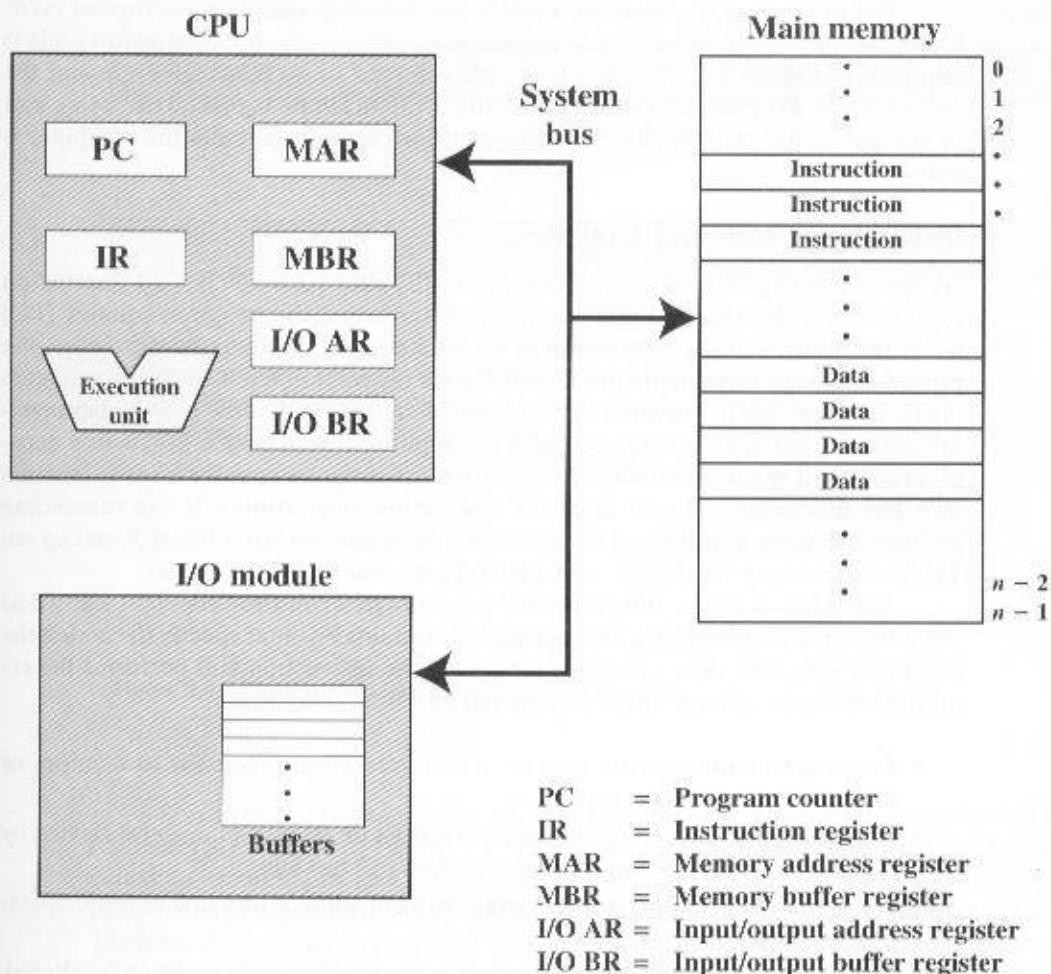 CPU
PC
MAR
IR
MBR
I/O AR
Execution
unit
I/O BR
System
bus
Main memory
0
1
2
Instruction
Instruction
Instruction
Data
Data
Data
Data
n − 2
n − 1
I/O module
Buffers
PC = Program counter
IR = Instruction register
MAR = Memory address register
MBR = Memory buffer register
I/O AR = Input/output address register
I/O BR = Input/output buffer register